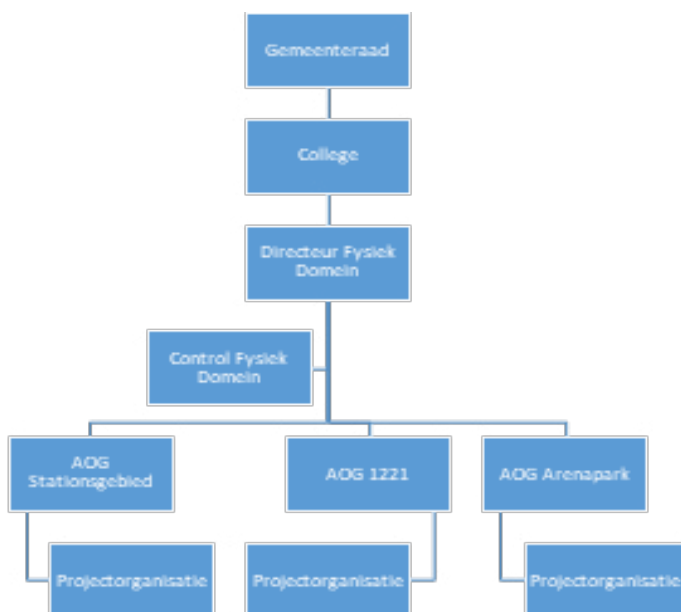 Gemeenteraad
College
Directeur Fysiek
Domein
Control Fysiek
Domein
AOG
Stationsgebied
AOG 1221
AOG Arenapark
Projectorganisatie
Projectorganisatie
Projectorganisatie